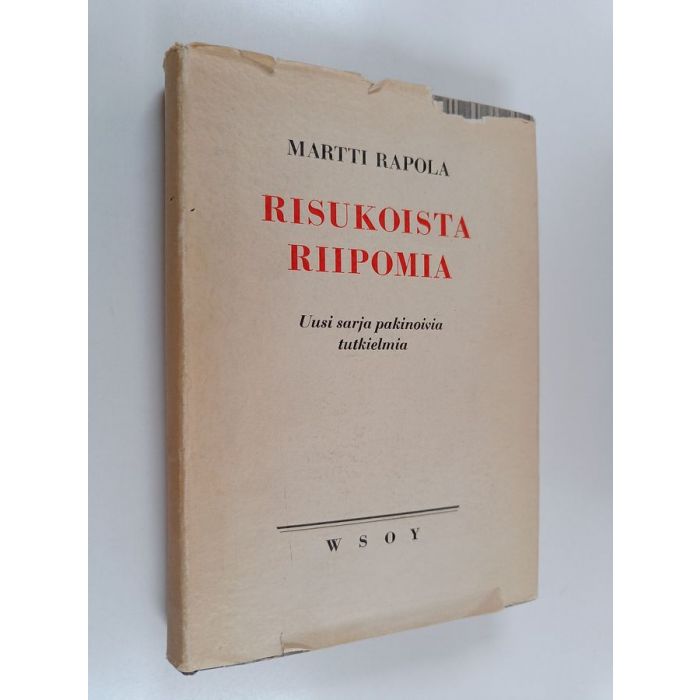 MARTTI RAPOLA
RISUKOISTA
RIIPOMIA
Uusi sarja pakinoivia
tutkielmia
WSOY